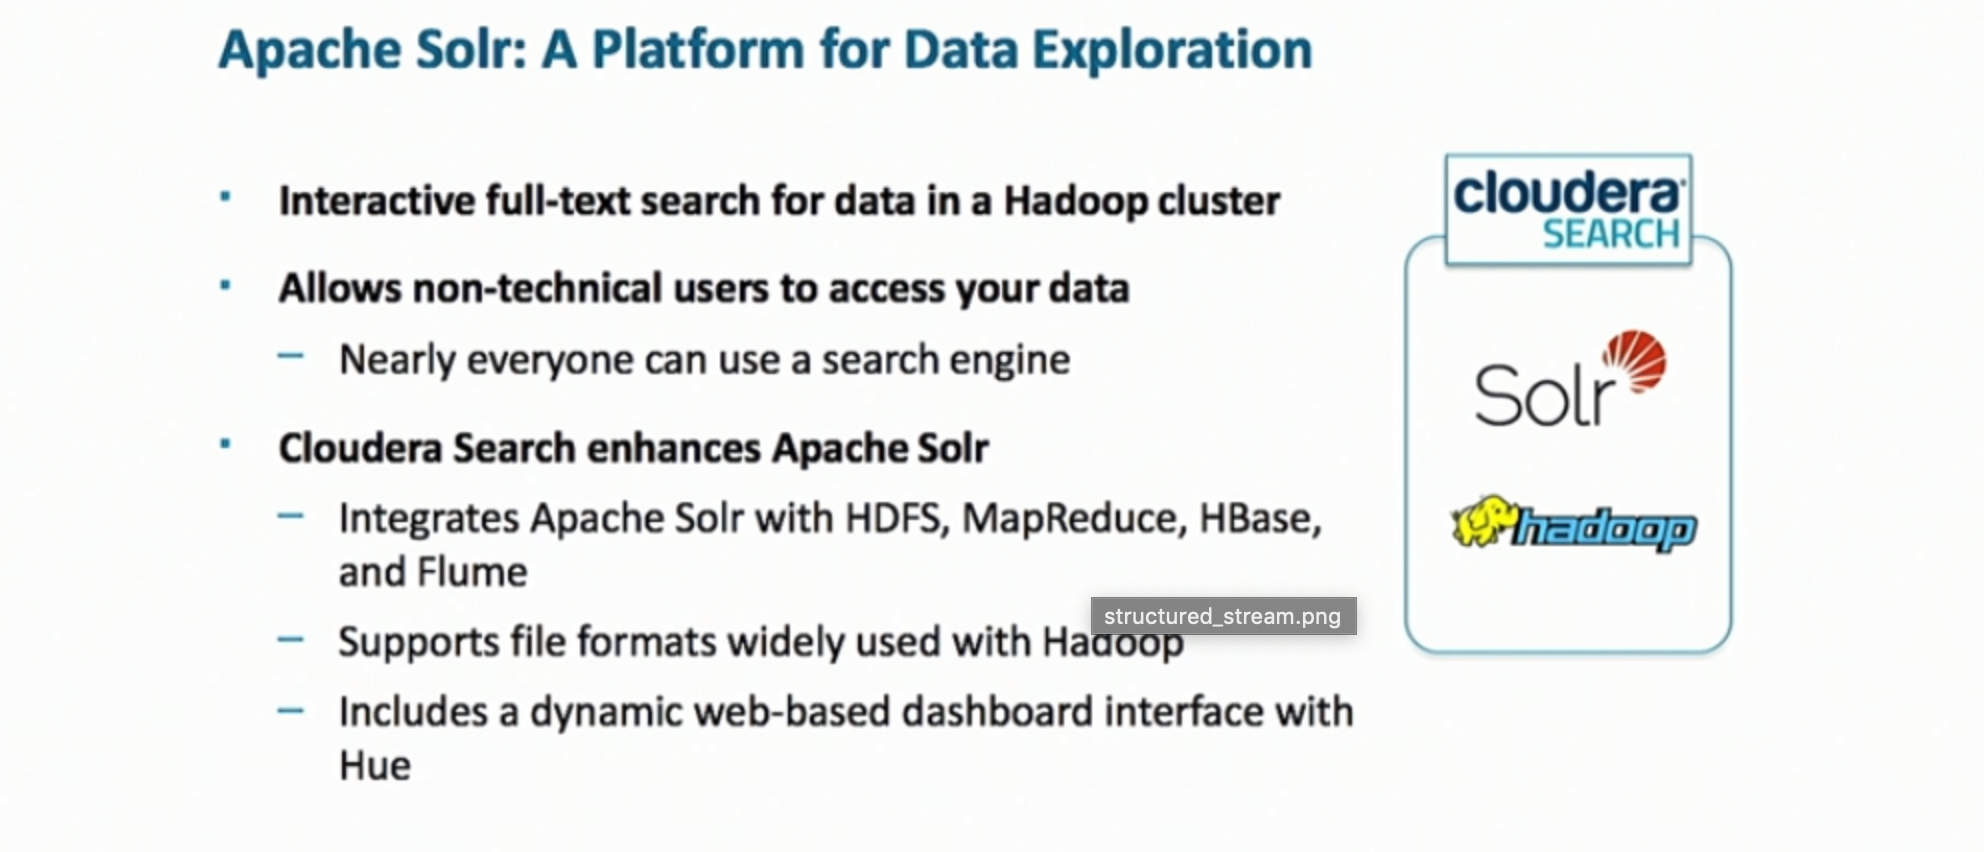 Apache Solr: A Platform for Data Exploration
▪ Interactive full-text search for data in a Hadoop cluster
▪ Allows non-technical users to access your data
– Nearly everyone can use a search engine
▪ Cloudera Search enhances Apache Solr
– Integrates Apache Solr with HDFS, MapReduce, HBase,
and Flume
structured_stream.png
– Supports file formats widely used with Hadoop
– Includes a dynamic web-based dashboard interface with
Hue
cloudera
SEARCH
Solr
hadoop